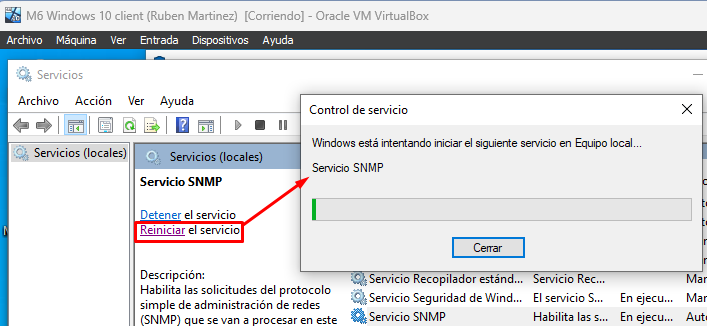 M6 Windows 10 client (Ruben Martinez) [Corriendo] - Oracle VM VirtualBox
Archivo Máquina Ver Entrada Dispositivos Ayuda
Servicios
Archivo Acción Ver Ayuda
Servicios (locales)
Servicios (locales)
Servicio SNMP
Detener el servicio
Reiniciar el servicio
Descripción:
Habilita las solicitudes del protocolo
simple de administración de redes
(SNMP) que se van a procesar en este
Control de servicio
Windows está intentando iniciar el siguiente servicio en Equipo local...
Servicio SNMP
Cerrar
Servicio Recopilador estánd... Servicio Rec... Man
Servicio Seguridad de Wind... El servicio S... En ejecu... Man
Servicio SNMP Habilita las s... En ejecu... Auto